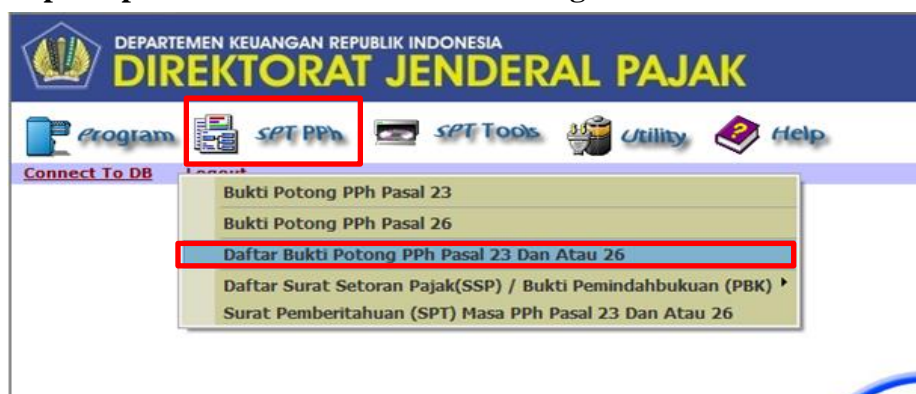 DEPARTEMEN KEUANGAN REPUBLIK INDONESIA
DIREKTORAT JENDERAL PAJAK
Program SPT PPh SPT Tools Utility Help
Connect To DB Logout
Bukti Potong PPh Pasal 23
Bukti Potong PPh Pasal 26
Daftar Bukti Potong PPh Pasal 23 Dan Atau 26
Daftar Surat Setoran Pajak(SSP) / Bukti Pemindahbukuan (PBK)
Surat Pemberitahuan (SPT) Masa PPh Pasal 23 Dan Atau 26